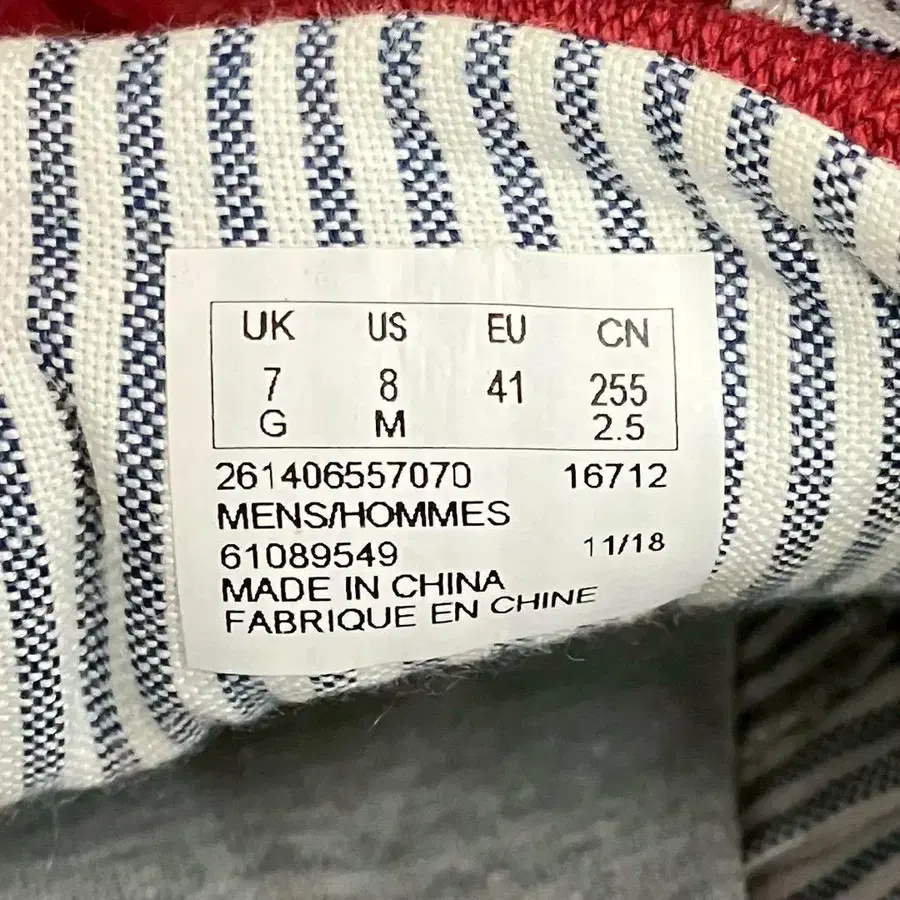 UK US EU CN
7 8 41 255
G M 2.5
261406557070 16712
MENS/HOMMES
61089549 11/18
MADE IN CHINA
FABRIQUE EN CHINE